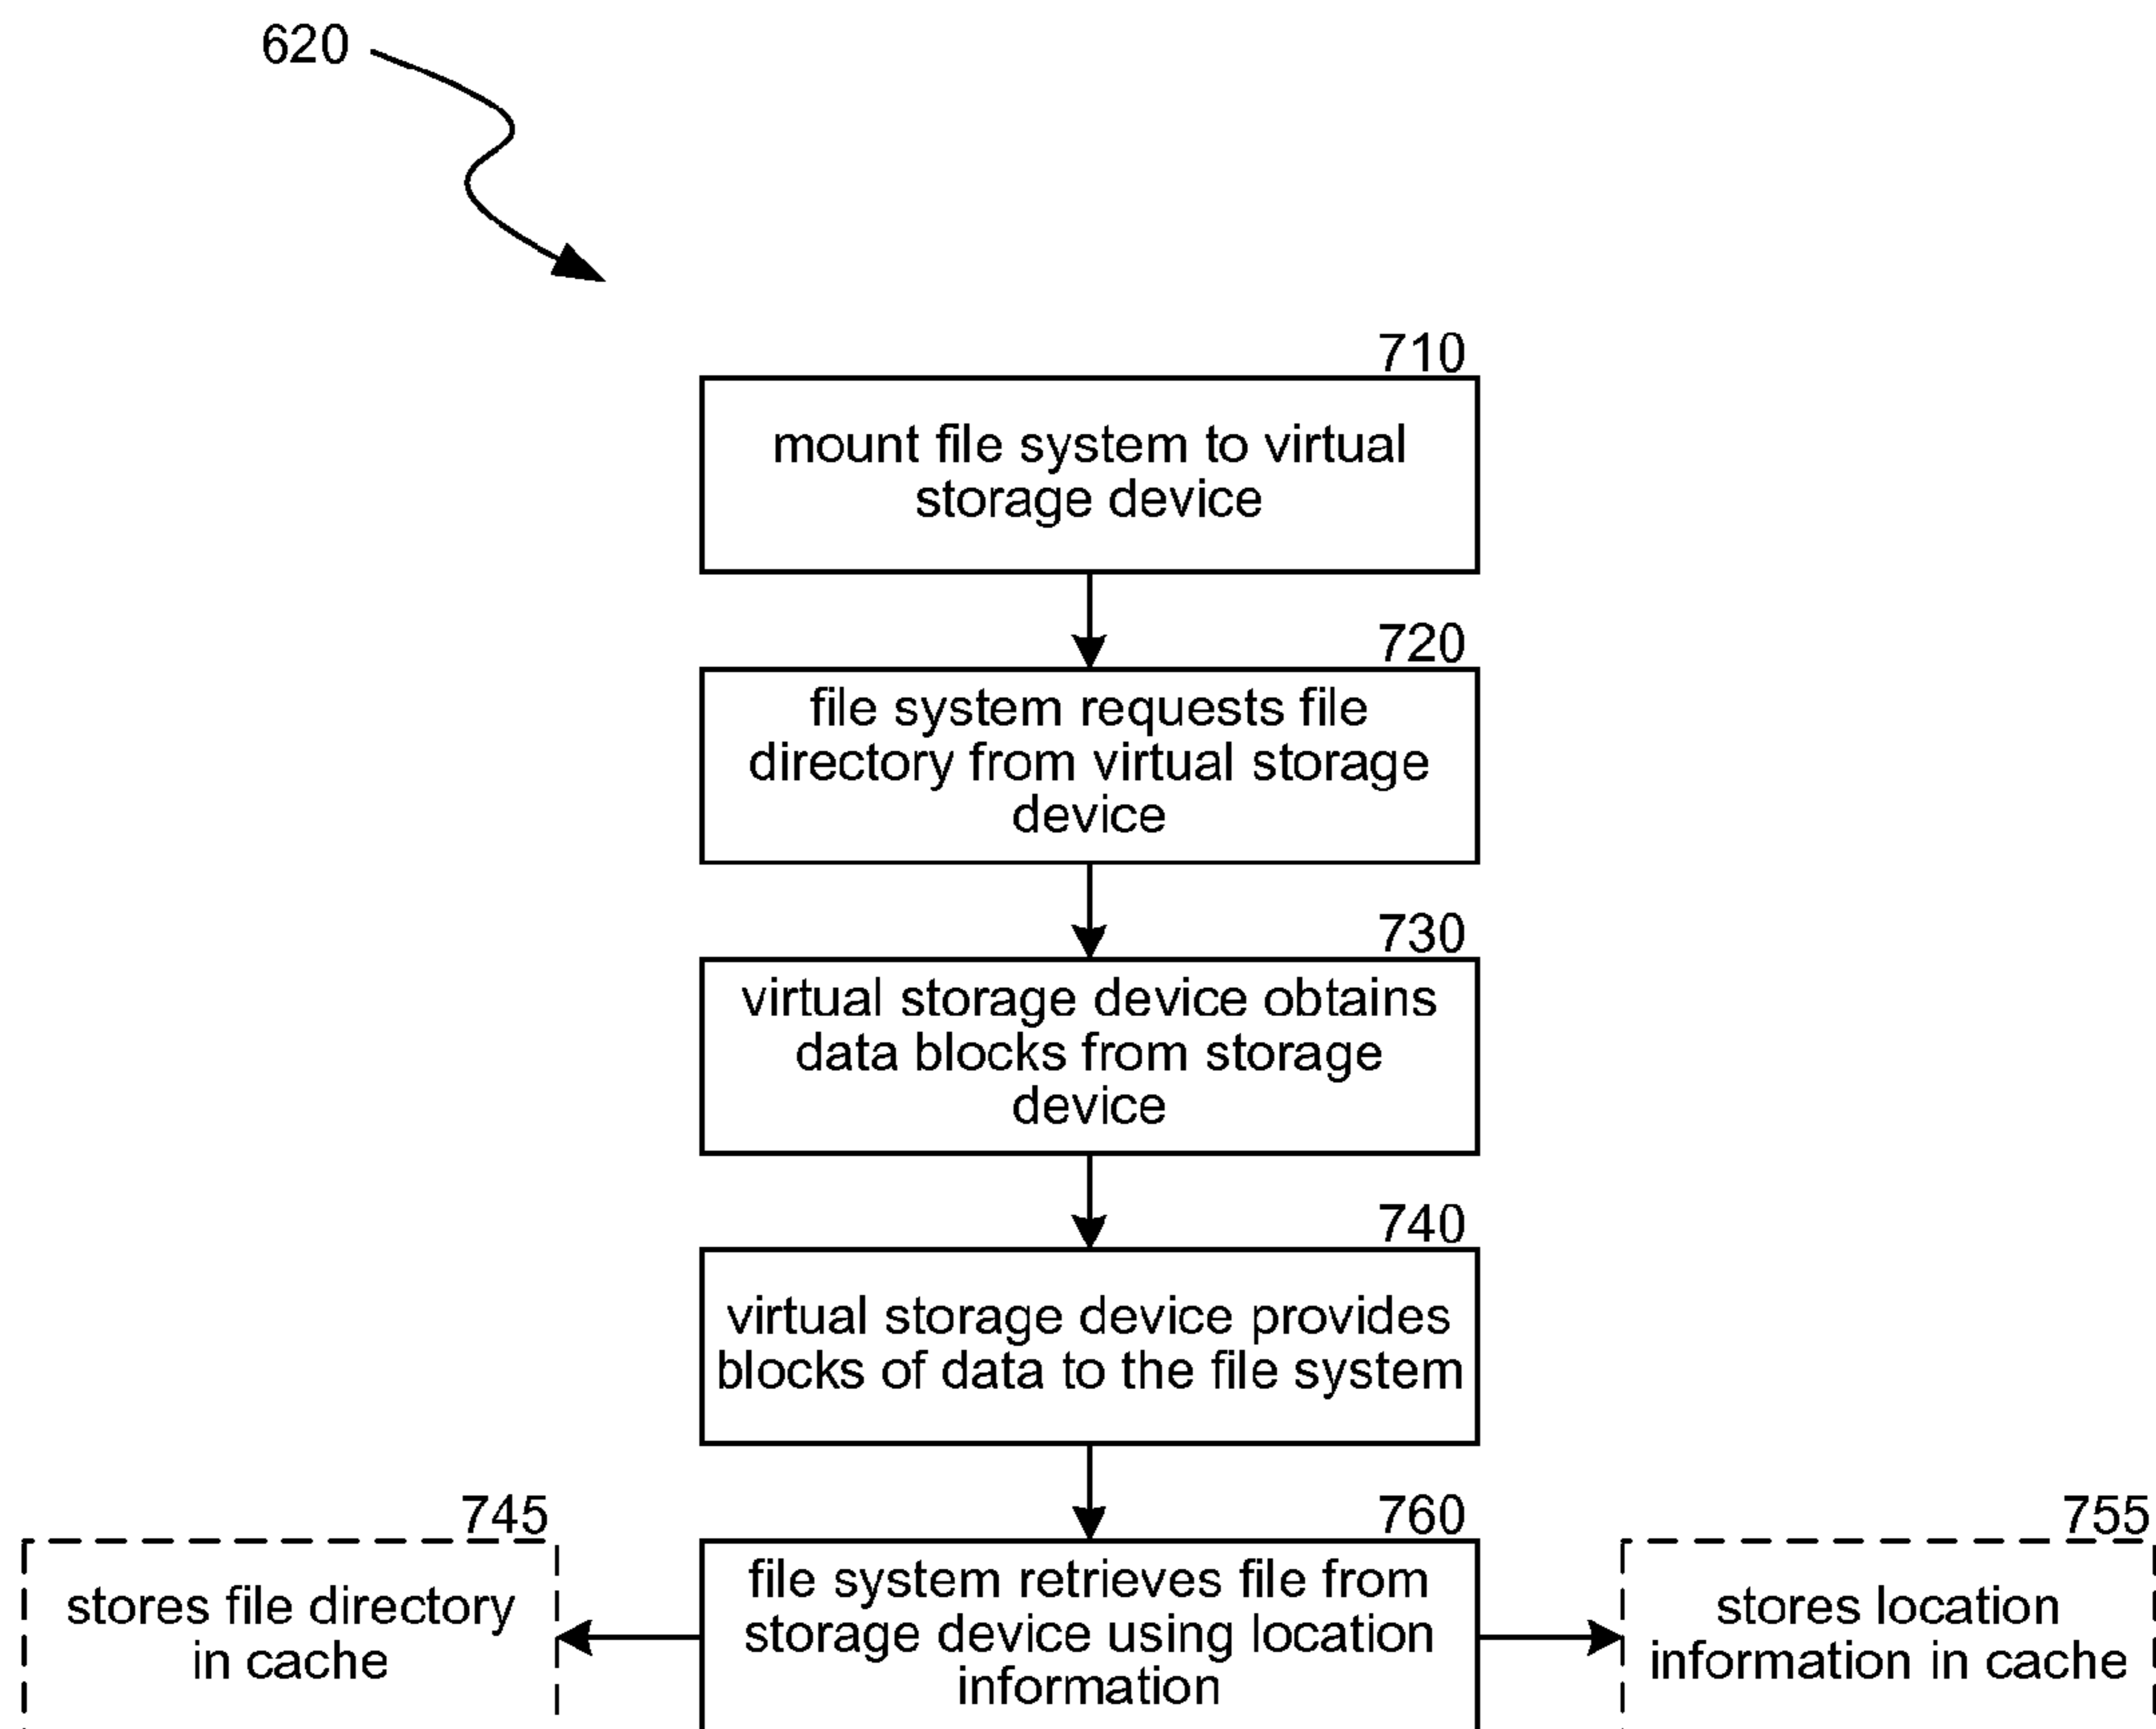 620
710
mount file system to virtual
storage device
720
file system requests file
directory from virtual storage
device
730
virtual storage device obtains
data blocks from storage
device
740
virtual storage device provides
blocks of data to the file system
745
stores file directory
in cache
760
file system retrieves file from
storage device using location
information
755
stores location
information in cache